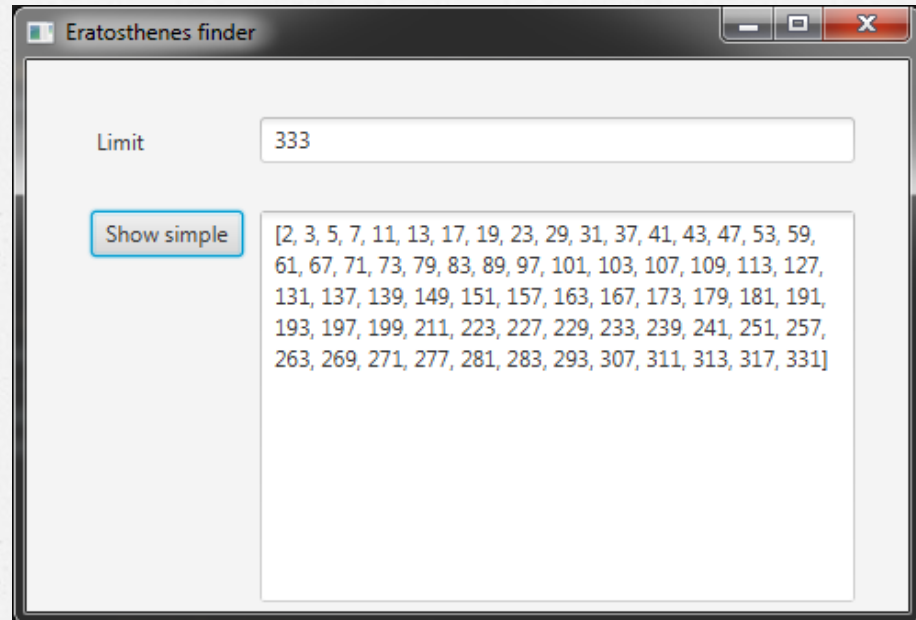 Eratosthenes finder
Limit
333
Show simple
[2, 3, 5, 7, 11, 13, 17, 19, 23, 29, 31, 37, 41, 43, 47, 53, 59,
61, 67, 71, 73, 79, 83, 89, 97, 101, 103, 107, 109, 113, 127,
131, 137, 139, 149, 151, 157, 163, 167, 173, 179, 181, 191,
193, 197, 199, 211, 223, 227, 229, 233, 239, 241, 251, 257,
263, 269, 271, 277, 281, 283, 293, 307, 311, 313, 317, 331]